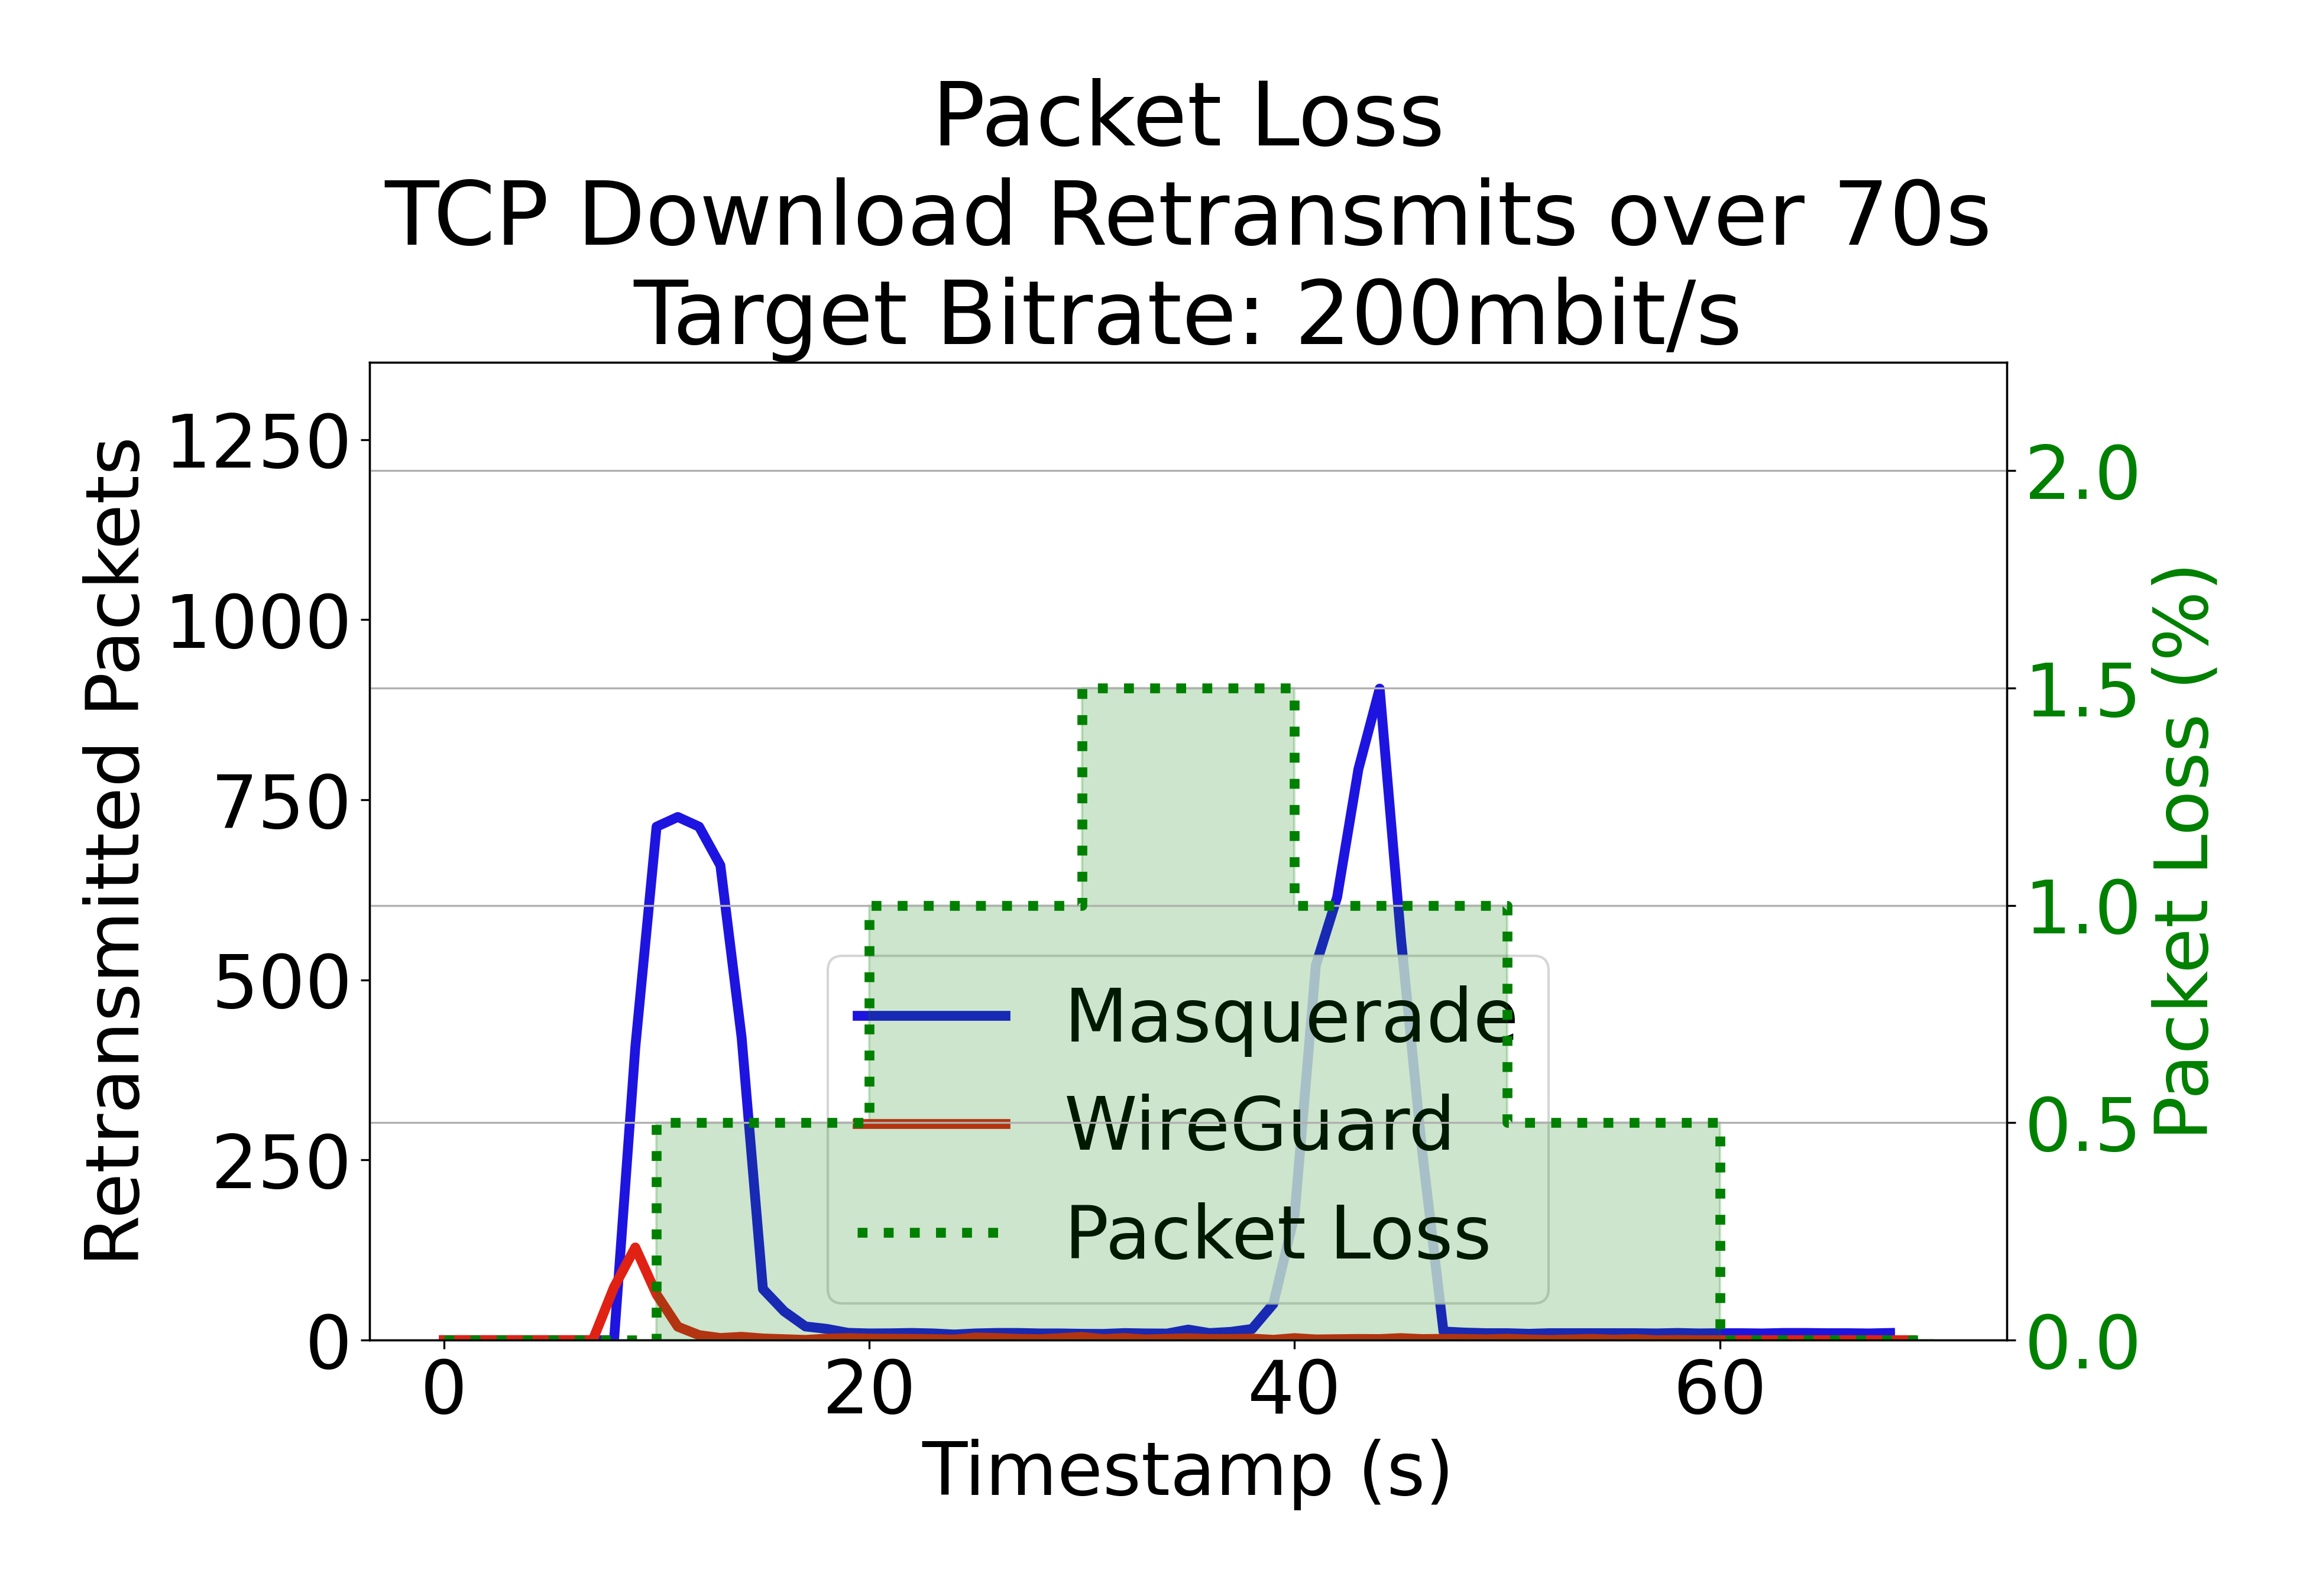 Packet Loss
TCP Download Retransmits over 70s
Target Bitrate: 200mbit/s
Retransmitted Packets
1250
1000
750
500
250
0
2.0
1.5
1.0
0.5
0.0
Packet Loss (%)
Masquerade
WireGuard
Packet Loss
0 20 40 60
Timestamp (s)